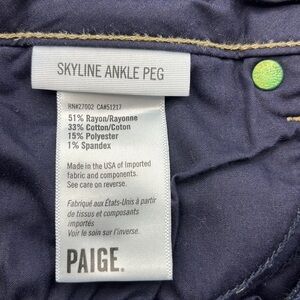 SKYLINE ANKLE PEG
RN#27002 CA#51217
51% Rayon/Rayonne
33% Cotton/Coton
15% Polyester
1% Spandex
Made in the USA of imported
fabric and components.
See care on reverse.
Fabriqué aux États-Unis à partir
de tissus et composants
importés
Voir le soin sur l'inverse.
PAIGE.